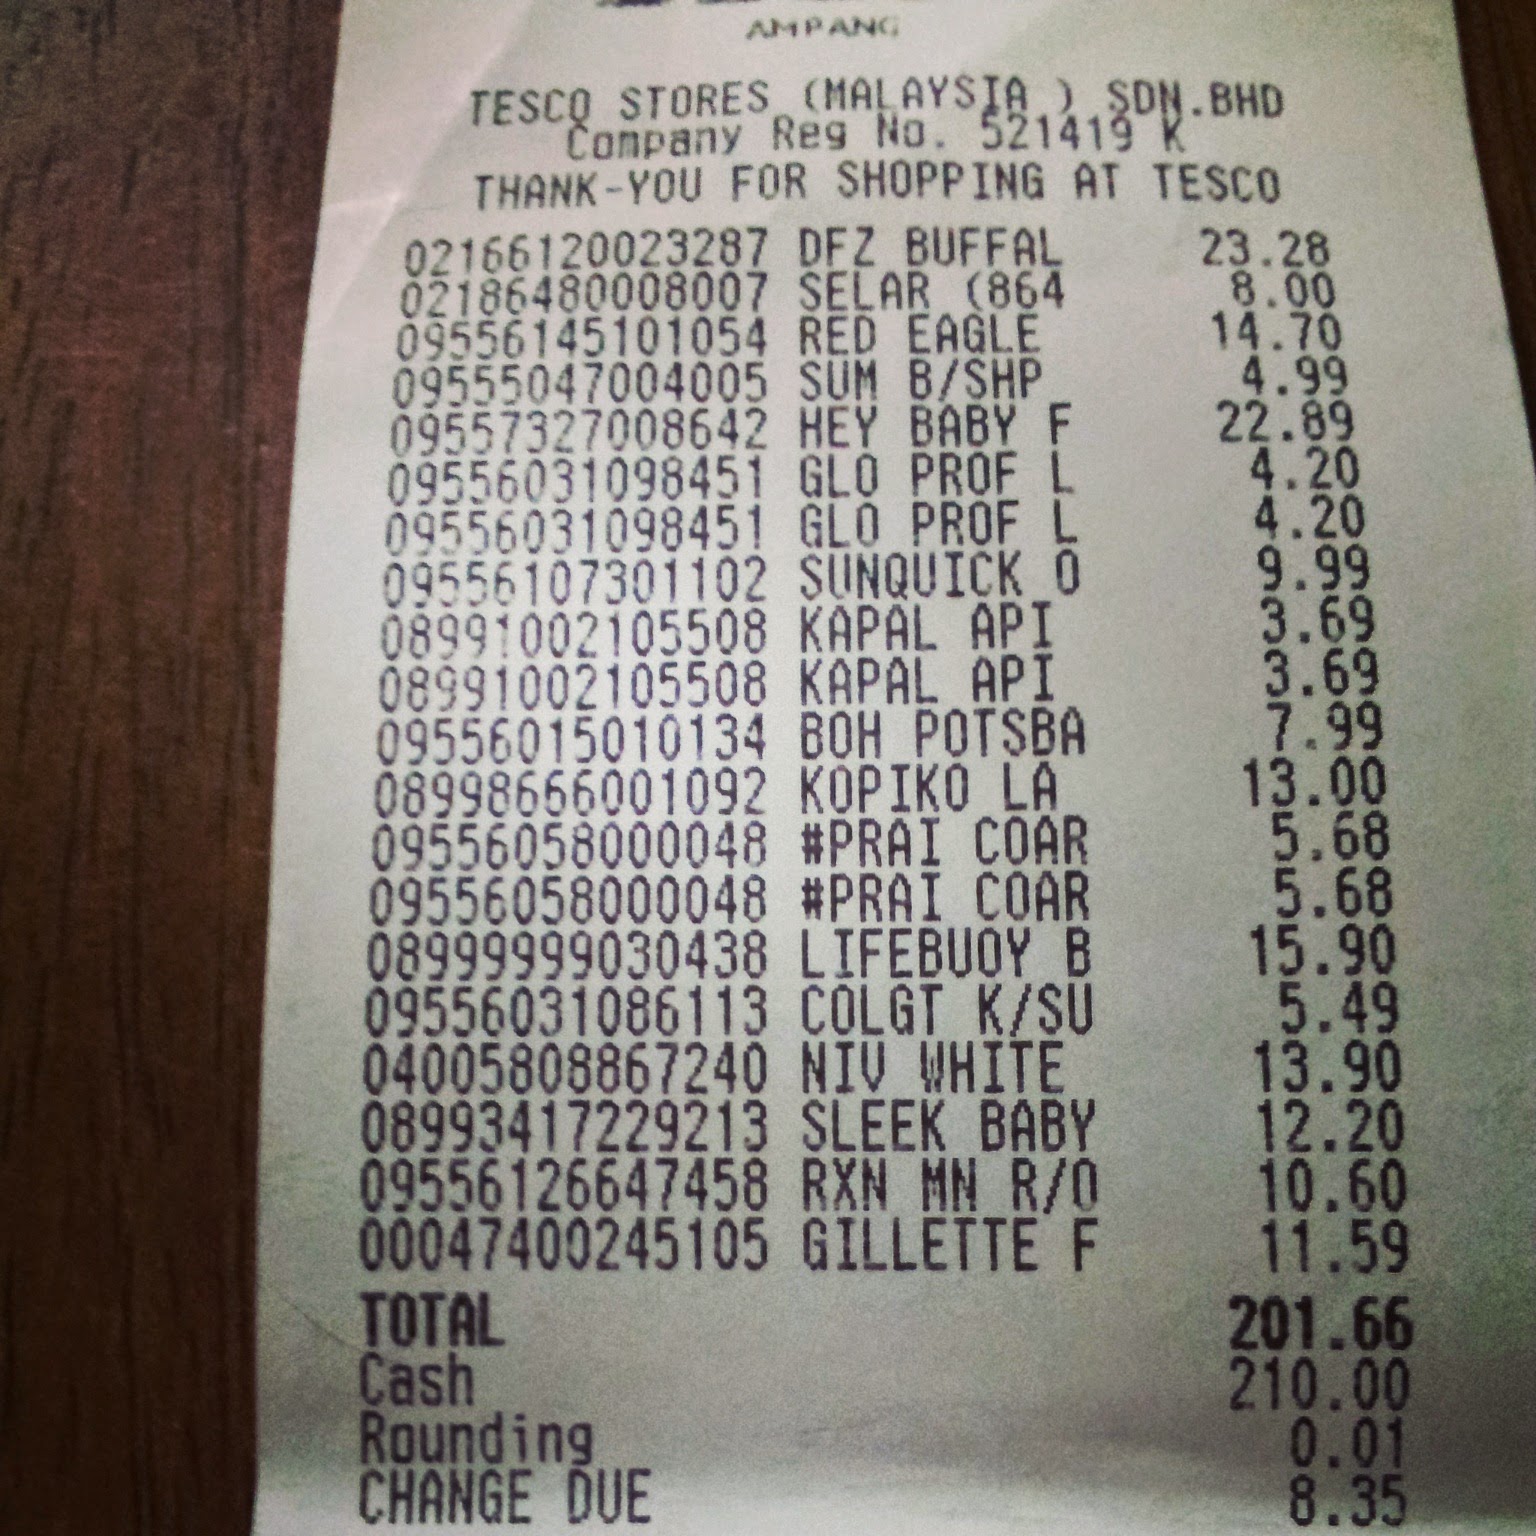 AMPANG
TESCO STORES (MALAYSIA ) SDN.BHD
Company Reg No. 521419 K
THANK-YOU FOR SHOPPING AT TESCO
02166120023287 DFZ BUFFAL 23.28
02186480008007 SELAR (864 8.00
09556145101054 RED EAGLE 14.70
09555047004005 SUM B/SHP 4.99
09557327008642 HEY BABY F 22.89
09556031098451 GLO PROF L 4.20
09556031098451 GLO PROF L 4.20
09556107301102 SUNQUICK O 9.99
08991002105508 KAPAL API 3.69
08991002105508 KAPAL API 3.69
09556015010134 BOH POTSBA 7.99
08998666001092 KOPIKO LA 13.00
09556058000048 #PRAI COAR 5.68
09556058000048 #PRAI COAR 5.68
08999999030438 LIFEBUOY B 15.90
09556031086113 COLGT K/SU 5.49
04005808867240 NIV WHITE 13.90
08993417229213 SLEEK BABY 12.20
09556126647458 RXN MN R/O 10.60
00047400245105 GILLETTE F 11.59
TOTAL 201.66
Cash 210.00
Rounding 0.01
CHANGE DUE 8.35